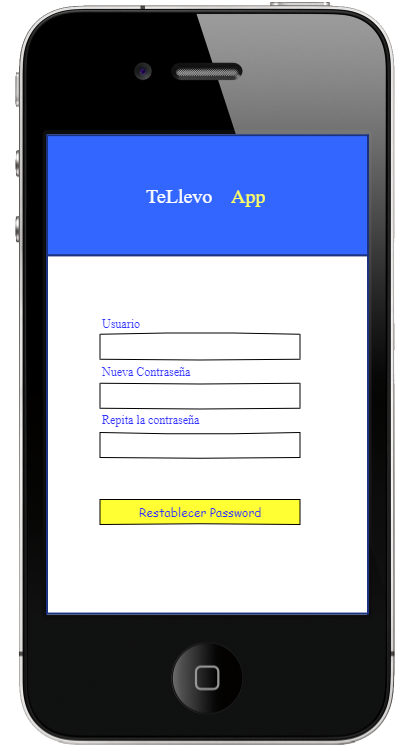 TeLlevo App
Usuario
Nueva Contraseña
Repita la contraseña
Restablecer Password